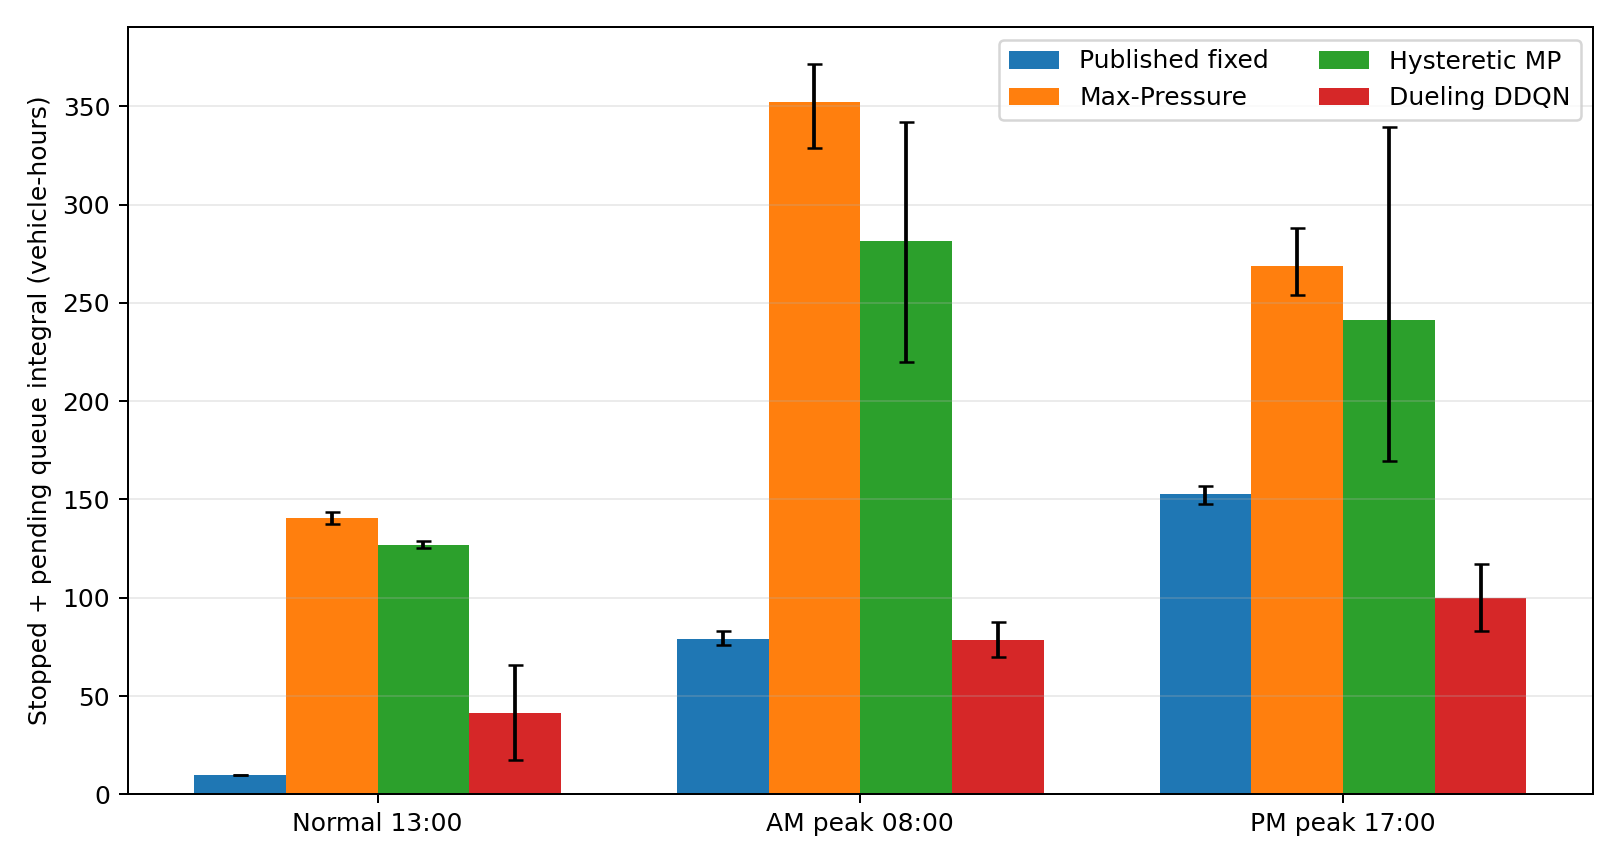 Stopped + pending queue integral (vehicle-hours)
350
300
250
200
150
100
50
0
Published fixed
Max-Pressure
Hysteretic MP
Dueling DDQN
Normal 13:00
AM peak 08:00
PM peak 17:00